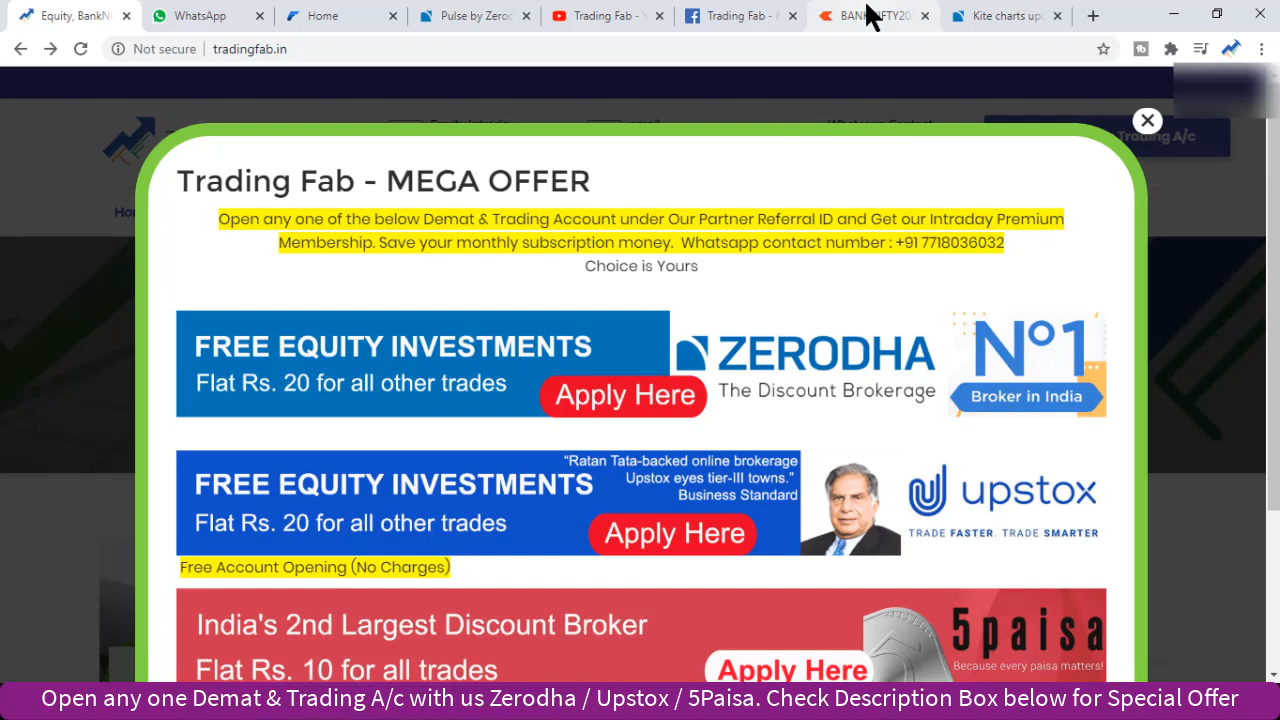 Equity, BankN
WhatsApp
Home
Pulse by Zerod
Trading Fab - Y
Trading Fab -
BANKNIFTY20
Kite charts up
Not secure
tradingfab.in
Trading A/c
Trading Fab - MEGA OFFER
Open any one of the below Demat & Trading Account under Our Partner Referral ID and Get our Intraday Premium
Membership. Save your monthly subscription money. Whatsapp contact number : +91 7718036032
Choice is Yours
FREE EQUITY INVESTMENTS
Flat Rs. 20 for all other trades
Apply Here
ZERODHA
The Discount Brokerage
Nº1
Broker in India
FREE EQUITY INVESTMENTS
Flat Rs. 20 for all other trades
"Ratan Tata-backed online brokerage
Upstox eyes tier-III towns."
Business Standard
Apply Here
upstox
TRADE FASTER. TRADE SMARTER
Free Account Opening (No Charges)
India's 2nd Largest Discount Broker
Flat Rs. 10 for all trades
Apply Here
5paisa
Because every paisa matters!
Open any one Demat & Trading A/c with us Zerodha / Upstox / 5Paisa. Check Description Box below for Special Offer